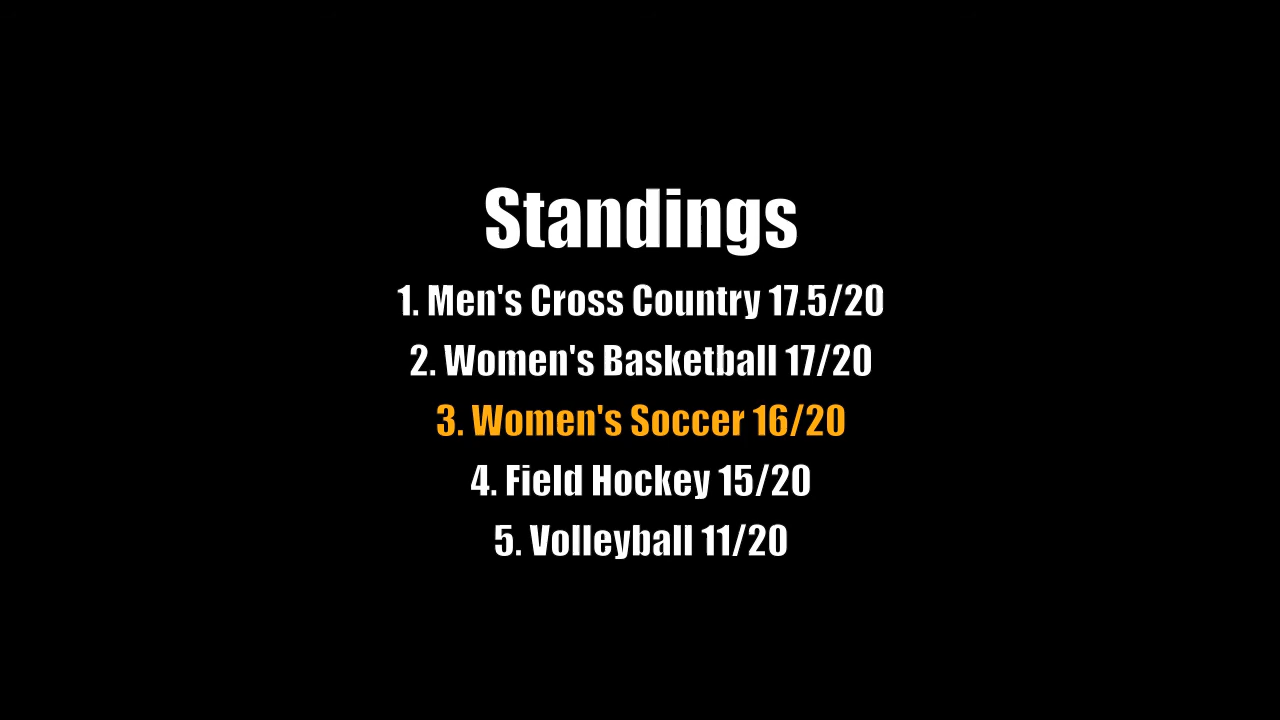 Standings
1. Men's Cross Country 17.5/20
2. Women's Basketball 17/20
3. Women's Soccer 16/20
4. Field Hockey 15/20
5. Volleyball 11/20